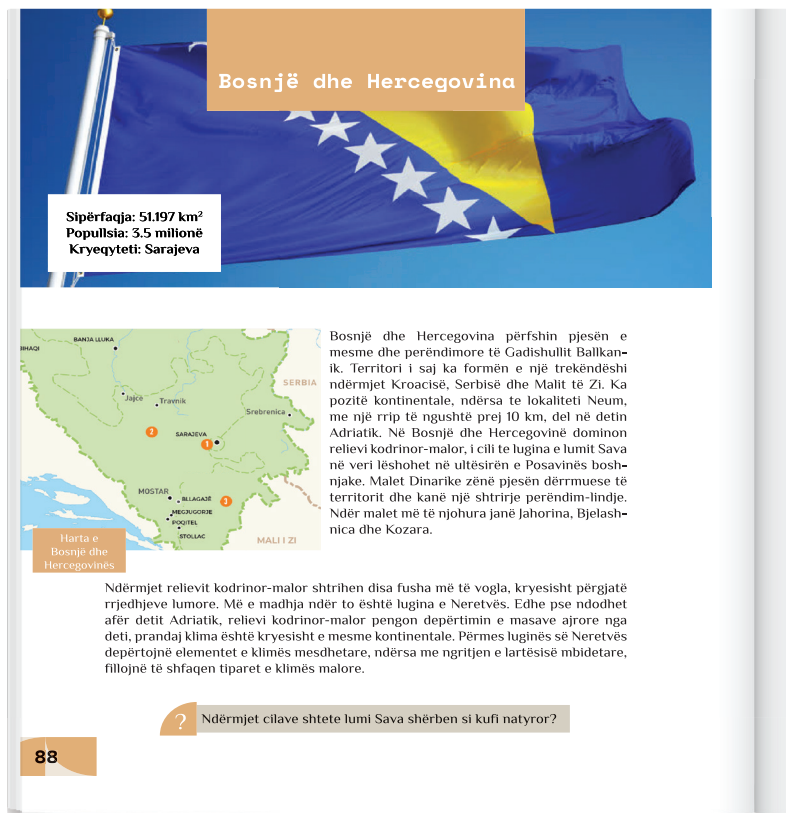 Bosnjë dhe Hercegovina
Sipërfaqja: 51.197 km²
Popullsia: 3.5 milionë
Kryeqyteti: Sarajeva
BANJA LLUKA
BIHAQI
Jajcë
Travnik
SERBIA
Srebrenica
SARAJEVA
2
1
MOSTAR
BLLAGAJË
3
MEGJUGORJE
POQITEL
STOLLAC
MALI I ZI
Harta e
Bosnjë dhe
Hercegovinës
Bosnjë dhe Hercegovina përfshin pjesën e
mesme dhe perëndimore të Gadishullit Ballkan-
ik. Territori i saj ka formën e një trekëndëshi
ndërmjet Kroacisë, Serbisë dhe Malit të Zi. Ka
pozitë kontinentale, ndërsa te lokaliteti Neum,
me një rrip të ngushtë prej 10 km, del në detin
Adriatik. Në Bosnjë dhe Hercegovinë dominon
relievi kodrinor-malor, i cili te lugina e lumit Sava
në veri lëshohet në ultësirën e Posavinës bosh-
njake. Malet Dinarike zënë pjesën dërrmuese të
territorit dhe kanë një shtrirje perëndim-lindje.
Ndër malet më të njohura janë Jahorina, Bjelash-
nica dhe Kozara.
Ndërmjet relievit kodrinor-malor shtrihen disa fusha më të vogla, kryesisht përgjatë
rrjedhjeve lumore. Më e madhja ndër to është lugina e Neretvës. Edhe pse ndodhet
afër detit Adriatik, relievi kodrinor-malor pengon depërtimin e masave ajrore nga
deti, prandaj klima është kryesisht e mesme kontinentale. Përmes luginës së Neretvës
depërtojnë elementet e klimës mesdhetare, ndërsa me ngritjen e lartësisë mbidetare,
fillojnë të shfaqen tiparet e klimës malore.
? Ndërmjet cilave shtete lumi Sava shërben si kufi natyror?
88